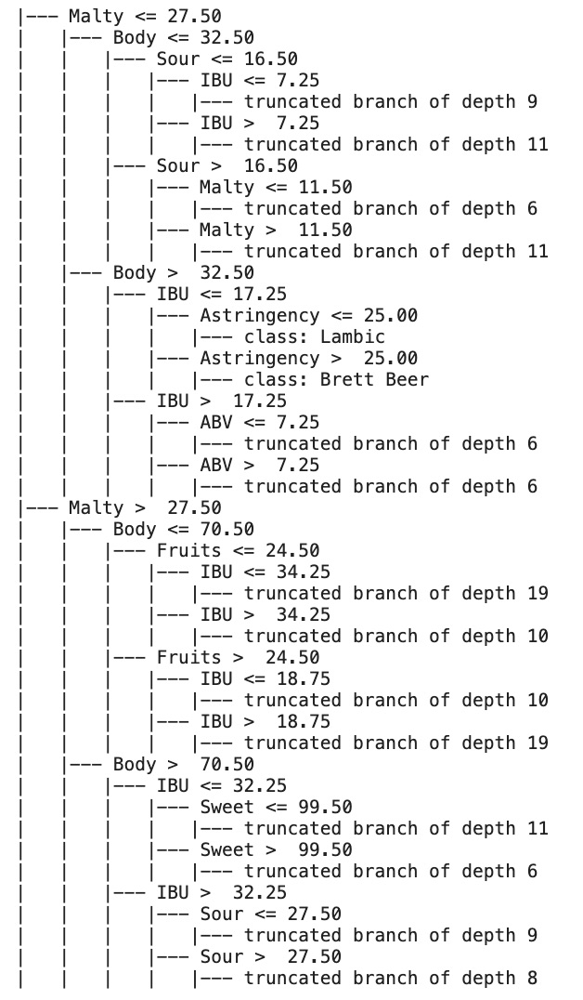 |--- Malty <= 27.50
|   |--- Body <= 32.50
|   |   |--- Sour <= 16.50
|   |   |   |--- IBU <= 7.25
|   |   |   |   |--- truncated branch of depth 9
|   |   |   |--- IBU >  7.25
|   |   |   |   |--- truncated branch of depth 11
|   |   |--- Sour >  16.50
|   |   |   |--- Malty <= 11.50
|   |   |   |   |--- truncated branch of depth 6
|   |   |   |--- Malty >  11.50
|   |   |   |   |--- truncated branch of depth 11
|   |--- Body >  32.50
|   |   |--- IBU <= 17.25
|   |   |   |--- Astringency <= 25.00
|   |   |   |   |--- class: Lambic
|   |   |   |--- Astringency >  25.00
|   |   |   |   |--- class: Brett Beer
|   |   |--- IBU >  17.25
|   |   |   |--- ABV <= 7.25
|   |   |   |   |--- truncated branch of depth 6
|   |   |   |--- ABV >  7.25
|   |   |   |   |--- truncated branch of depth 6
|--- Malty >  27.50
|   |--- Body <= 70.50
|   |   |--- Fruits <= 24.50
|   |   |   |--- IBU <= 34.25
|   |   |   |   |--- truncated branch of depth 19
|   |   |   |--- IBU >  34.25
|   |   |   |   |--- truncated branch of depth 10
|   |   |--- Fruits >  24.50
|   |   |   |--- IBU <= 18.75
|   |   |   |   |--- truncated branch of depth 10
|   |   |   |--- IBU >  18.75
|   |   |   |   |--- truncated branch of depth 19
|   |--- Body >  70.50
|   |   |--- IBU <= 32.25
|   |   |   |--- Sweet <= 99.50
|   |   |   |   |--- truncated branch of depth 11
|   |   |   |--- Sweet >  99.50
|   |   |   |   |--- truncated branch of depth 6
|   |   |--- IBU >  32.25
|   |   |   |--- Sour <= 27.50
|   |   |   |   |--- truncated branch of depth 9
|   |   |   |--- Sour >  27.50
|   |   |   |   |--- truncated branch of depth 8